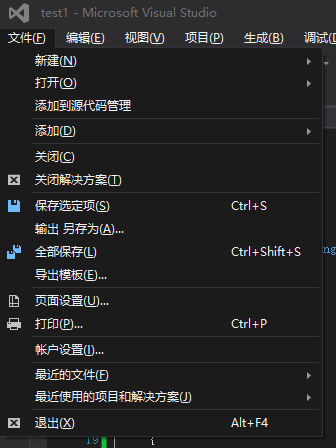 test1 - Microsoft Visual Studio
文件(F) 编辑(E) 视图(V) 项目(P) 生成(B) 调试(D
新建(N)
打开(O)
添加到源代码管理
添加(D)
关闭(C)
关闭解决方案(T)
保存选定项(S) Ctrl+S
输出 另存为(A)...
全部保存(L) Ctrl+Shift+S
导出模板(E)...
页面设置(U)...
打印(P)... Ctrl+P
帐户设置(I)...
最近的文件(F)
最近使用的项目和解决方案(J)
退出(X) Alt+F4
ng
19 {